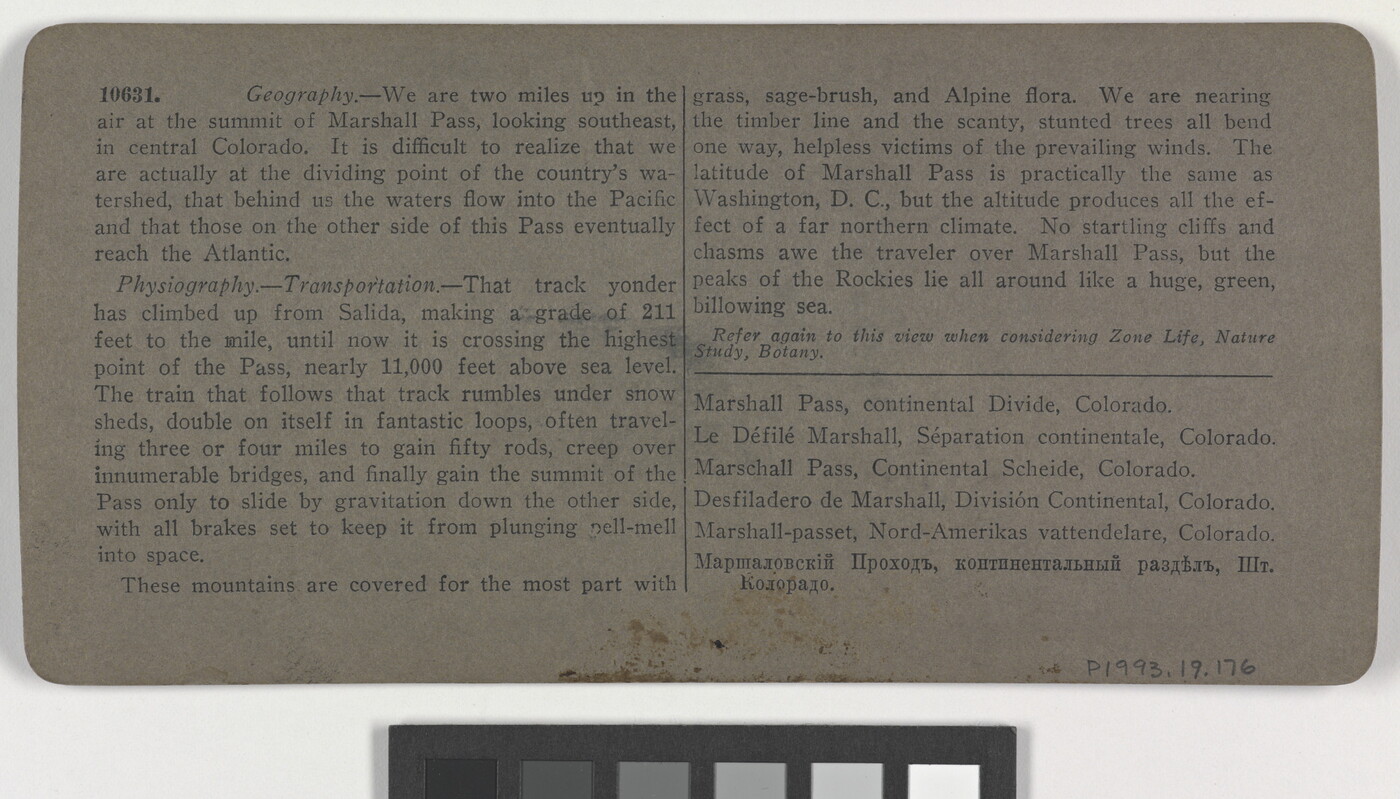 10631. Geography.—We are two miles up in the
air at the summit of Marshall Pass, looking southeast,
in central Colorado. It is difficult to realize that we
are actually at the dividing point of the country's wa-
tershed, that behind us the waters flow into the Pacific
and that those on the other side of this Pass eventually
reach the Atlantic.
Physiography.—Transportation.—That track yonder
has climbed up from Salida, making a grade of 211
feet to the mile, until now it is crossing the highest
point of the Pass, nearly 11,000 feet above sea level.
The train that follows that track rumbles under snow
sheds, double on itself in fantastic loops, often travel-
ing three or four miles to gain fifty rods, creep over
innumerable bridges, and finally gain the summit of the
Pass only to slide by gravitation down the other side,
with all brakes set to keep it from plunging pell-mell
into space.
These mountains are covered for the most part with
grass, sage-brush, and Alpine flora. We are nearing
the timber line and the scanty, stunted trees all bend
one way, helpless victims of the prevailing winds. The
latitude of Marshall Pass is practically the same as
Washington, D. C., but the altitude produces all the ef-
fect of a far northern climate. No startling cliffs and
chasms awe the traveler over Marshall Pass, but the
peaks of the Rockies lie all around like a huge, green,
billowing sea.
Refer again to this view when considering Zone Life, Nature
Study, Botany.
Marshall Pass, continental Divide, Colorado.
Le Défilé Marshall, Séparation continentale, Colorado.
Marschall Pass, Continental Scheide, Colorado.
Desfiladero de Marshall, División Continental, Colorado.
Marshall-passet, Nord-Amerikas vattendelare, Colorado.
Маршаловскій Проходъ, континентальный раздѣлъ, Шт.
Колорадо.
P1993.19.176